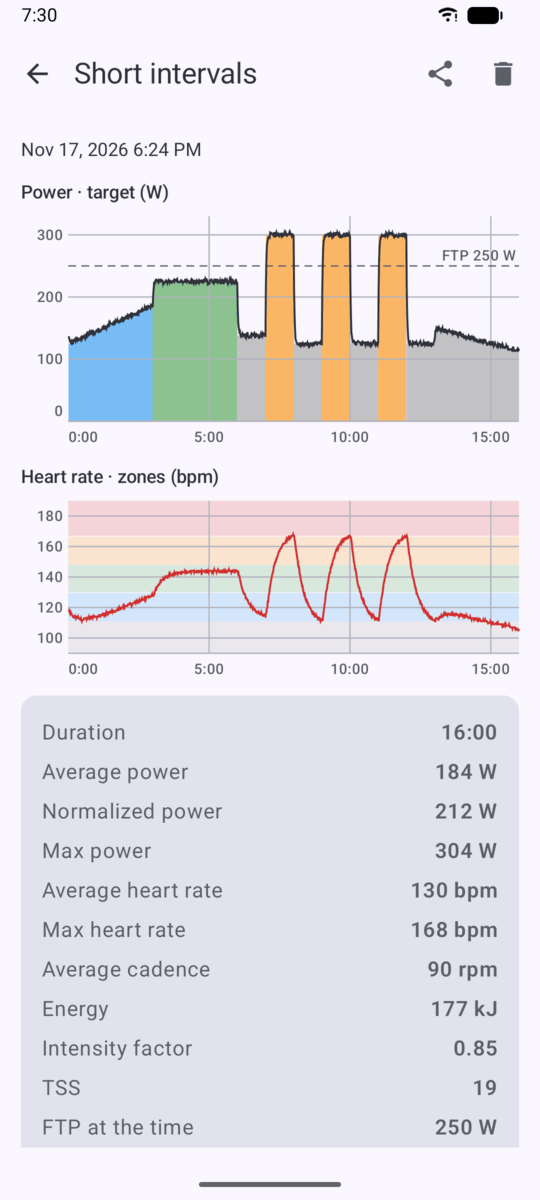 7:30
Short intervals
Nov 17, 2026 6:24 PM
Power · target (W)
300
FTP 250 W
200
100
0
0:00 5:00 10:00 15:00
Heart rate · zones (bpm)
180
160
140
120
100
0:00 5:00 10:00 15:00
Duration 16:00
Average power 184 W
Normalized power 212 W
Max power 304 W
Average heart rate 130 bpm
Max heart rate 168 bpm
Average cadence 90 rpm
Energy 177 kJ
Intensity factor 0.85
TSS 19
FTP at the time 250 W